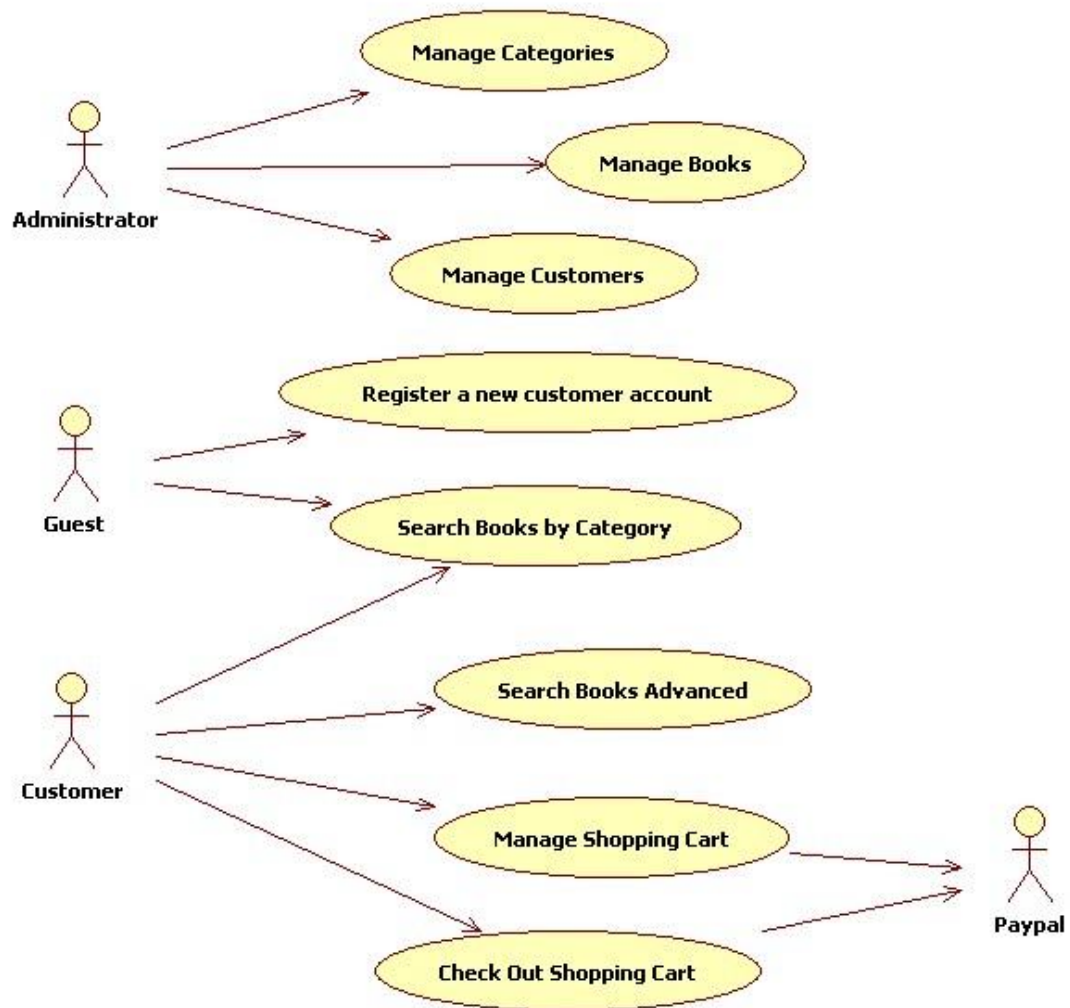 Manage Categories
Manage Books
Administrator
Manage Customers
Register a new customer account
Guest
Search Books by Category
Search Books Advanced
Customer
Manage Shopping Cart
Paypal
Check Out Shopping Cart